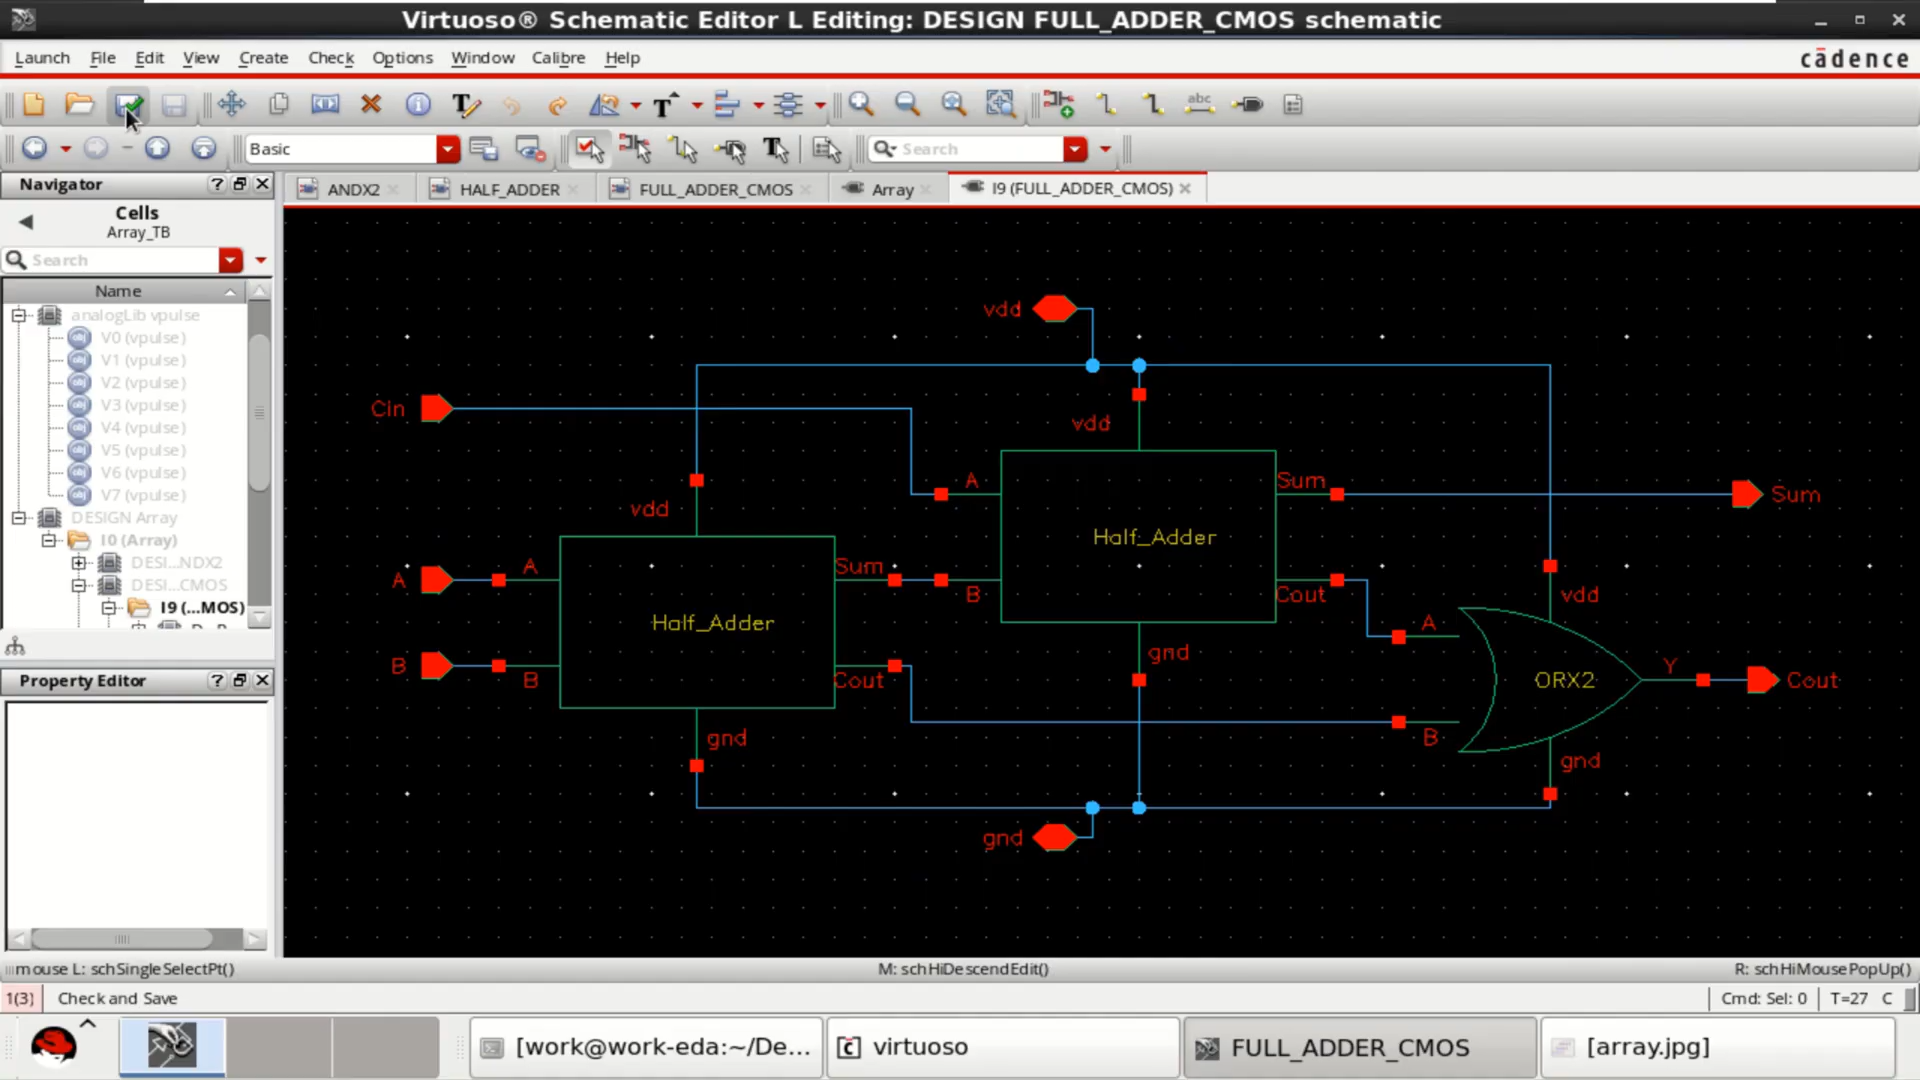 Virtuoso® Schematic Editor L Editing: DESIGN FULL_ADDER_CMOS schematic
Launch File Edit View Create Check Options Window Calibre Help
cādence
T
T
abc
Basic
T
Search
Navigator
?
ANDX2
HALF_ADDER
FULL_ADDER_CMOS
Array
I9 (FULL_ADDER_CMOS)
Cells
Array_TB
Search
Name
analogLib vpulse
V0 (vpulse)
V1 (vpulse)
V2 (vpulse)
V3 (vpulse)
V4 (vpulse)
V5 (vpulse)
V6 (vpulse)
V7 (vpulse)
DESIGN Array
I0 (Array)
DESI...NDX2
DESI...CMOS
I9 (...MOS)
Property Editor
?
vdd
Cin
vdd
A
Sum
Sum
vdd
Half_Adder
A
A
Sum
B
Cout
vdd
Half_Adder
A
B
B
Cout
gnd
ORX2
Y
Cout
gnd
B
gnd
gnd
mouse L: schSingleSelectPt()
M: schHiDescendEdit()
R: schHiMousePopUp()
1(3)
Check and Save
Cmd: Sel: 0
T=27 C
[work@work-eda:~/De...
virtuoso
FULL_ADDER_CMOS
[array.jpg]